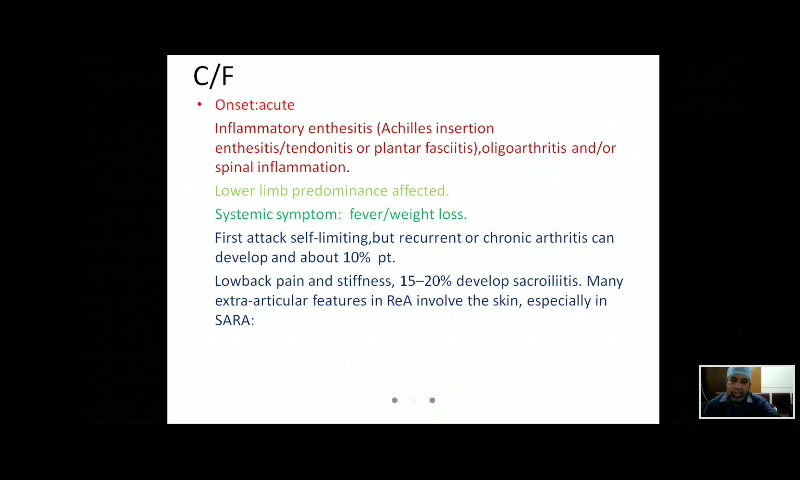 C/F
• Onset:acute
Inflammatory enthesitis (Achilles insertion
enthesitis/tendonitis or plantar fasciitis),oligoarthritis and/or
spinal inflammation.
Lower limb predominance affected.
Systemic symptom: fever/weight loss.
First attack self-limiting,but recurrent or chronic arthritis can
develop and about 10% pt.
Lowback pain and stiffness, 15–20% develop sacroiliitis. Many
extra-articular features in ReA involve the skin, especially in
SARA: